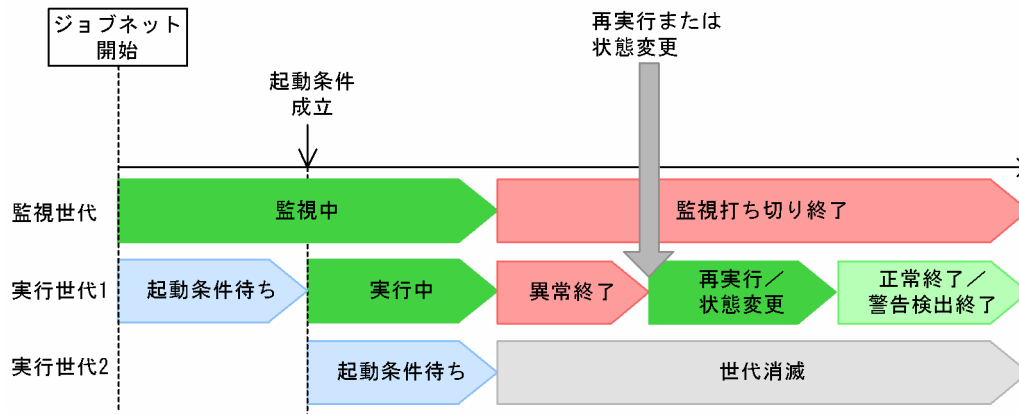 ジョブネット
開始
再実行または
状態変更
起動条件
成立
監視世代
監視中
監視打ち切り終了
実行世代1
起動条件待ち
実行中
異常終了
再実行／
状態変更
正常終了／
警告検出終了
実行世代2
起動条件待ち
世代消滅